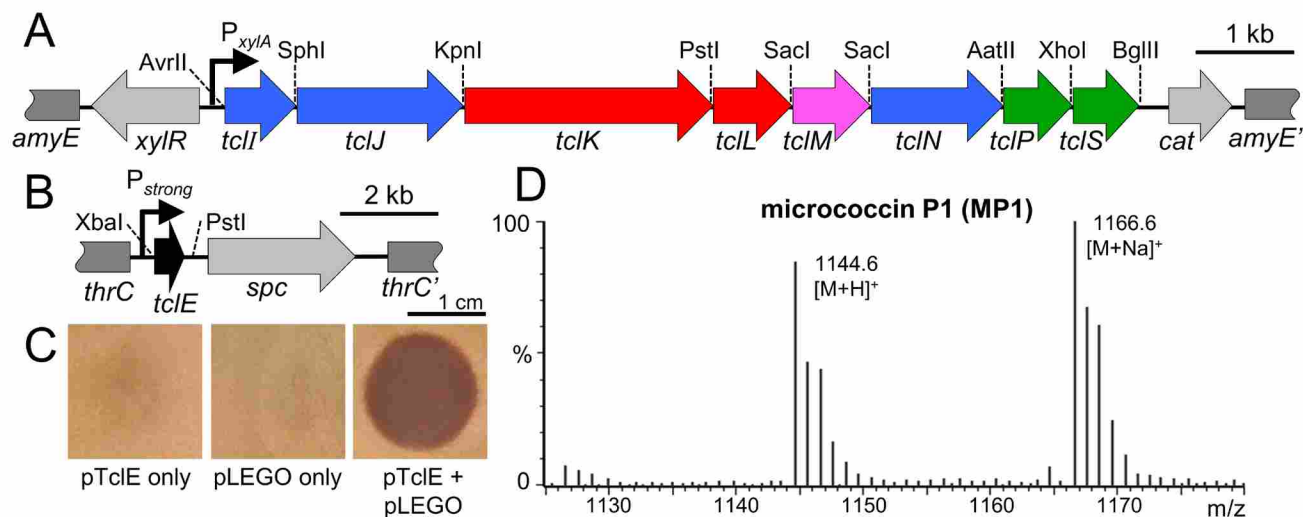 A
AvrII
PxylA
SphI
KpnI
PstI
SacI
SacI
AatII
XhoI
BglII
1 kb
amyE
xylR
tclI
tclJ
tclK
tclL
tclM
tclN
tclP
tclS
cat
amyE'
B
XbaI
Pstrong
PstI
2 kb
thrC
tclE
spc
thrC'
C
1 cm
pTclE only
pLEGO only
pTclE +
pLEGO
D
micrococcin P1 (MP1)
100
%
0
1144.6
[M+H]+
1166.6
[M+Na]+
1130
1140
1150
1160
1170
m/z